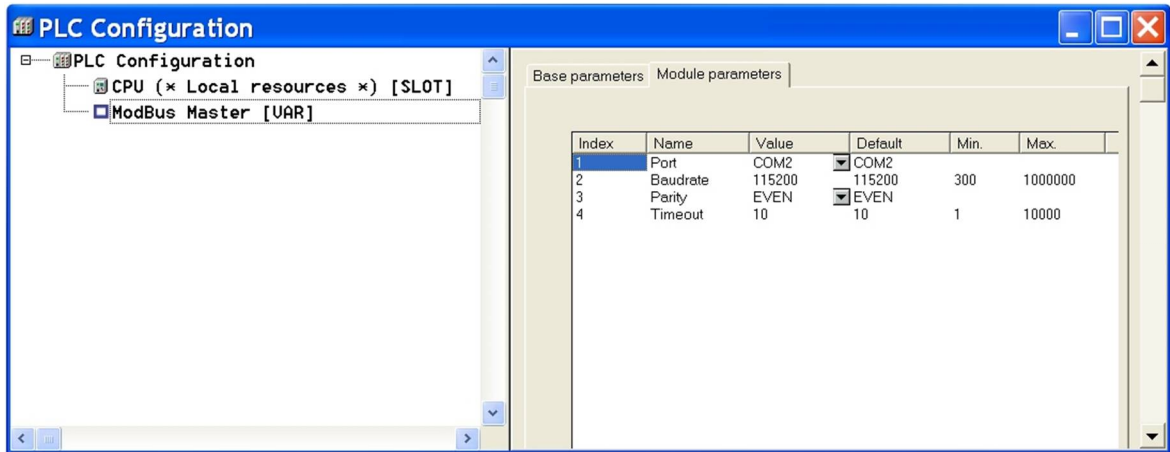 PLC Configuration
PLC Configuration
CPU (* Local resources *) [SLOT]
ModBus Master [VAR]
Base parameters Module parameters
Index Name Value Default Min. Max.
1 Port COM2 COM2
2 Baudrate 115200 115200 300 1000000
3 Parity EVEN EVEN
4 Timeout 10 10 1 10000